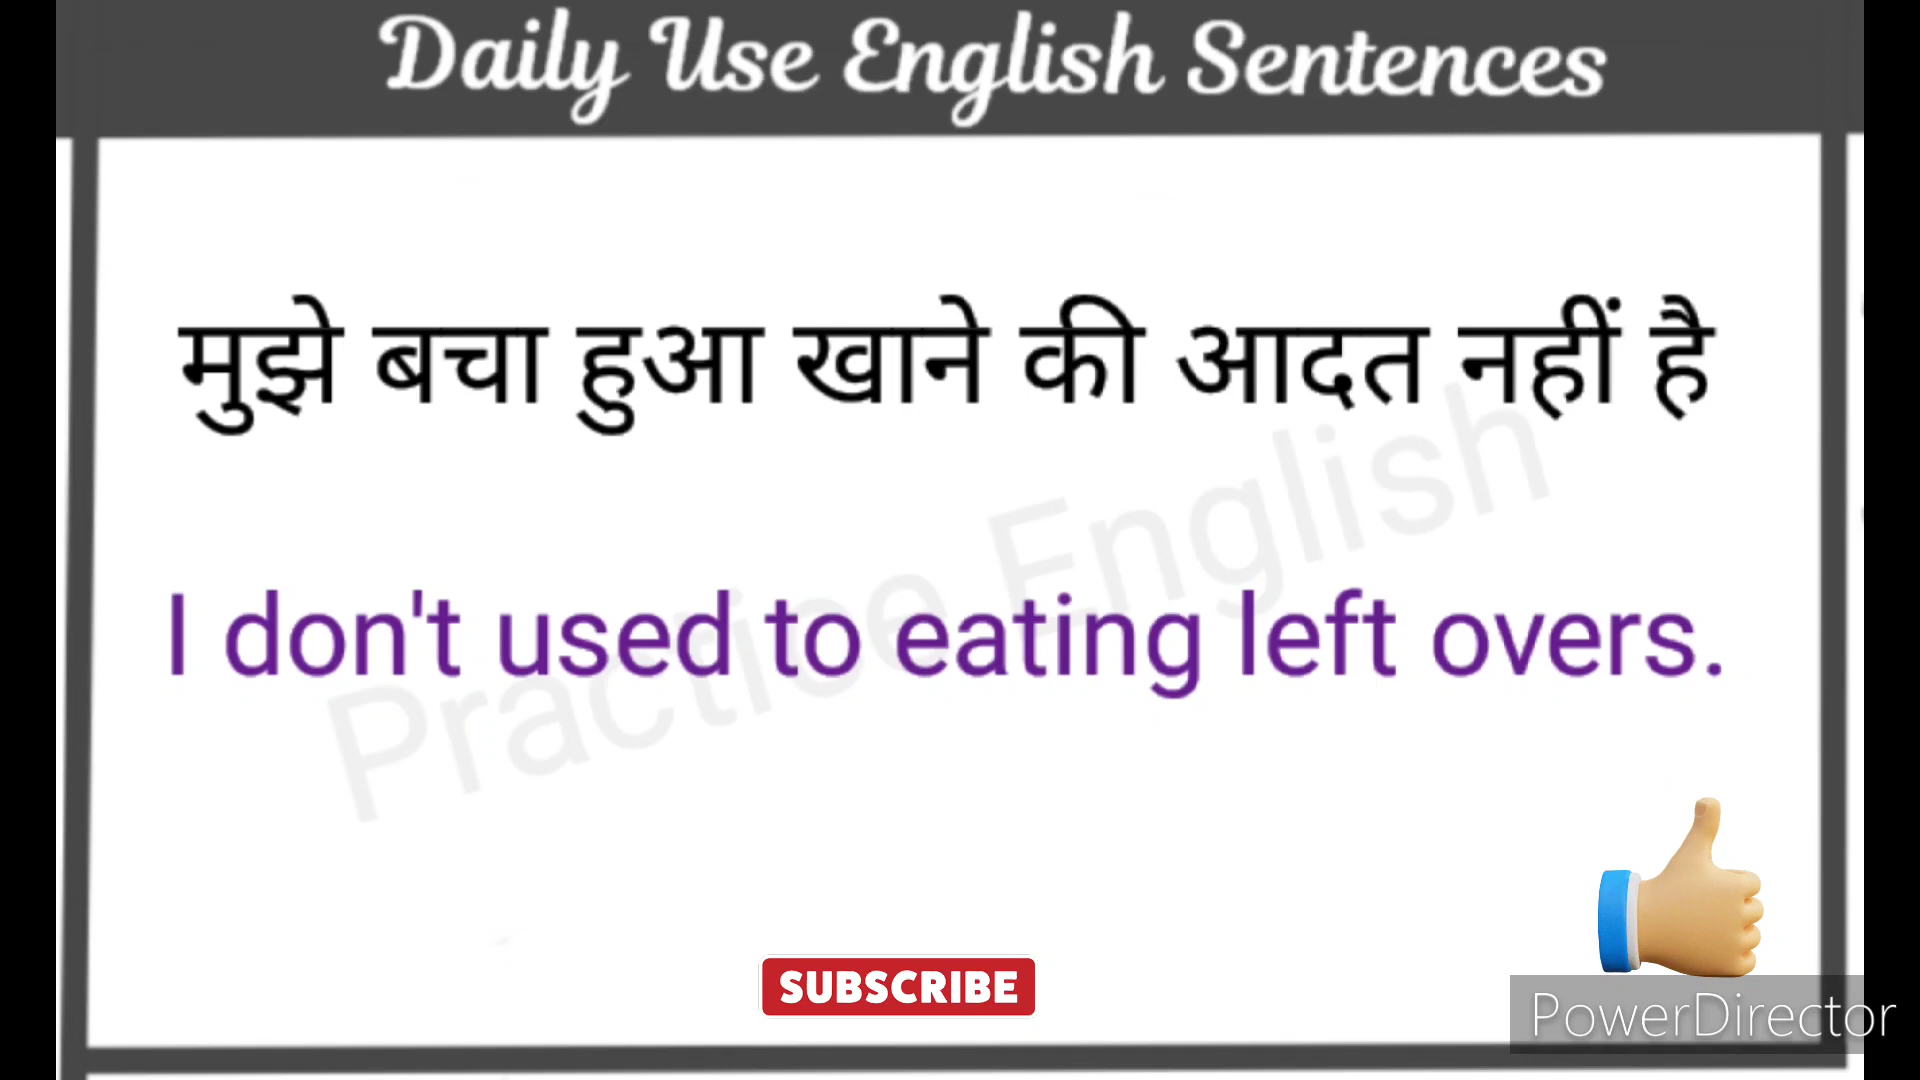 Daily Use English Sentences
मुझे बचा हुआ खाने की आदत नहीं है
I don't used to eating left overs.
Practice English
SUBSCRIBE
PowerDirector